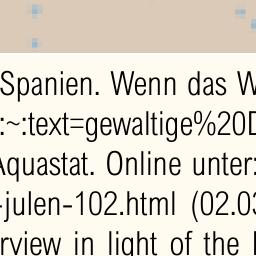 Spanien. Wenn das W
:~:text=gewaltige%20D
Aquastat. Online unter:
-julen-102.html (02.03
rview in light of the